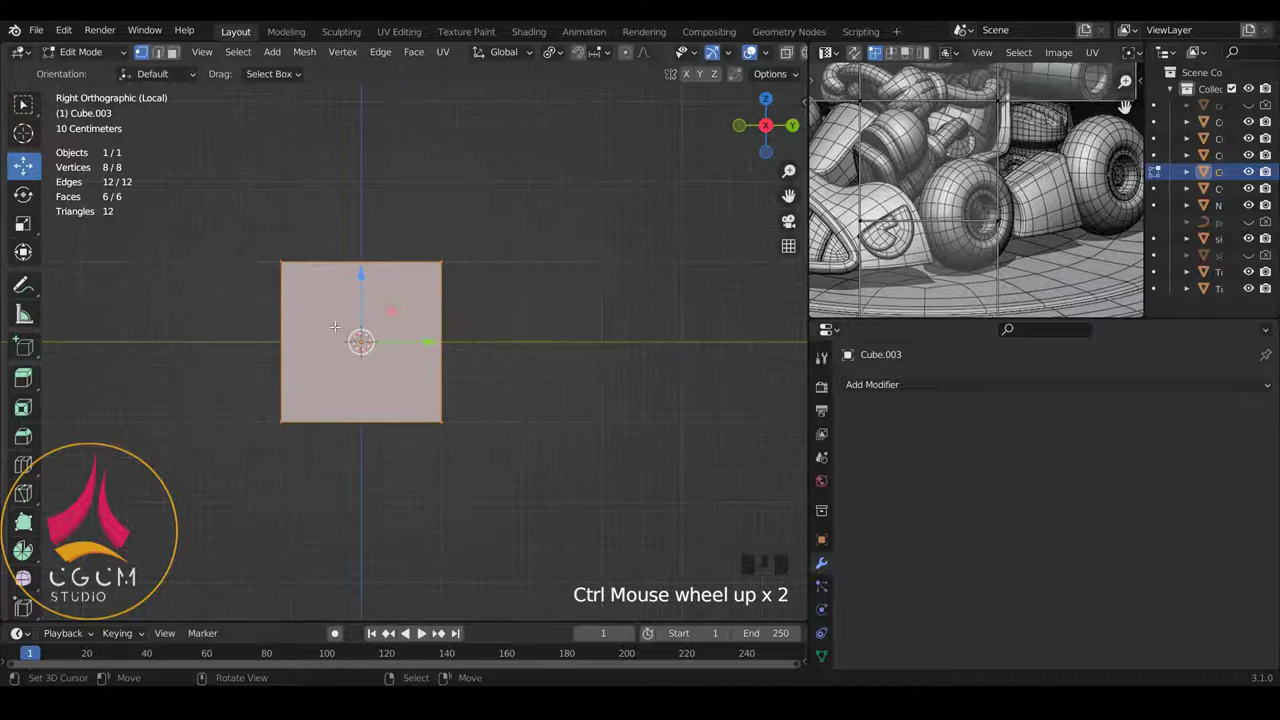 File Edit Render Window Help Layout Modeling Sculpting UV Editing Texture Paint Shading Animation Rendering Compositing Geometry Nodes Scripting Scene ViewLayer
Edit Mode View Select Add Mesh Vertex Edge Face UV Global View Select Image UV
Orientation: Default Drag: Select Box X Y Z Options
Scene Co
Collec
Right Orthographic (Local)
(1) Cube.003
10 Centimeters
Objects 1 / 1
Vertices 8 / 8
Edges 12 / 12
Faces 6 / 6
Triangles 12
Z
X
Y
Cube.003
Add Modifier
CGCM
STUDIO
Ctrl Mouse wheel up x 2
Playback Keying View Marker 1 Start 1 End 250
1 20 40 60 80 100 120 140 160 180 200 220 240
Set 3D Cursor Move Rotate View Select Move 3.1.0